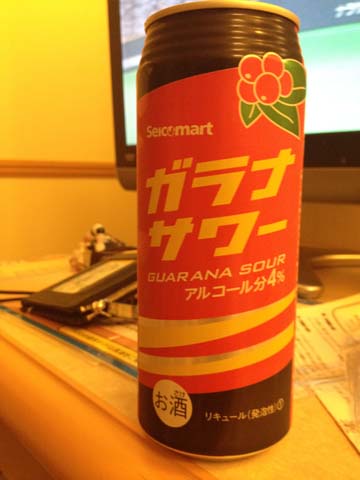 Seicomart
ガラナ
サワー
GUARANA SOUR
アルコール分4%
お酒
リキュール(発泡性)①